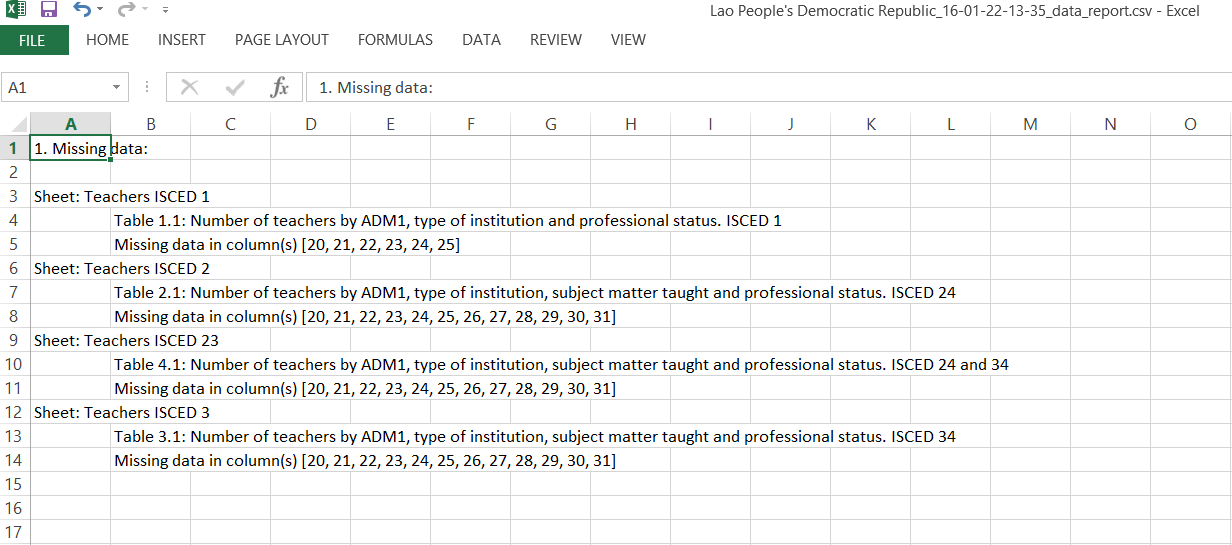 Lao People's Democratic Republic_16-01-22-13-35_data_report.csv - Excel
FILE HOME INSERT PAGE LAYOUT FORMULAS DATA REVIEW VIEW
A1 fx 1. Missing data:
A B C D E F G H I J K L M N O
1 1. Missing data:
2
3 Sheet: Teachers ISCED 1
4 Table 1.1: Number of teachers by ADM1, type of institution and professional status. ISCED 1
5 Missing data in column(s) [20, 21, 22, 23, 24, 25]
6 Sheet: Teachers ISCED 2
7 Table 2.1: Number of teachers by ADM1, type of institution, subject matter taught and professional status. ISCED 24
8 Missing data in column(s) [20, 21, 22, 23, 24, 25, 26, 27, 28, 29, 30, 31]
9 Sheet: Teachers ISCED 23
10 Table 4.1: Number of teachers by ADM1, type of institution, subject matter taught and professional status. ISCED 24 and 34
11 Missing data in column(s) [20, 21, 22, 23, 24, 25, 26, 27, 28, 29, 30, 31]
12 Sheet: Teachers ISCED 3
13 Table 3.1: Number of teachers by ADM1, type of institution, subject matter taught and professional status. ISCED 34
14 Missing data in column(s) [20, 21, 22, 23, 24, 25, 26, 27, 28, 29, 30, 31]
15
16
17